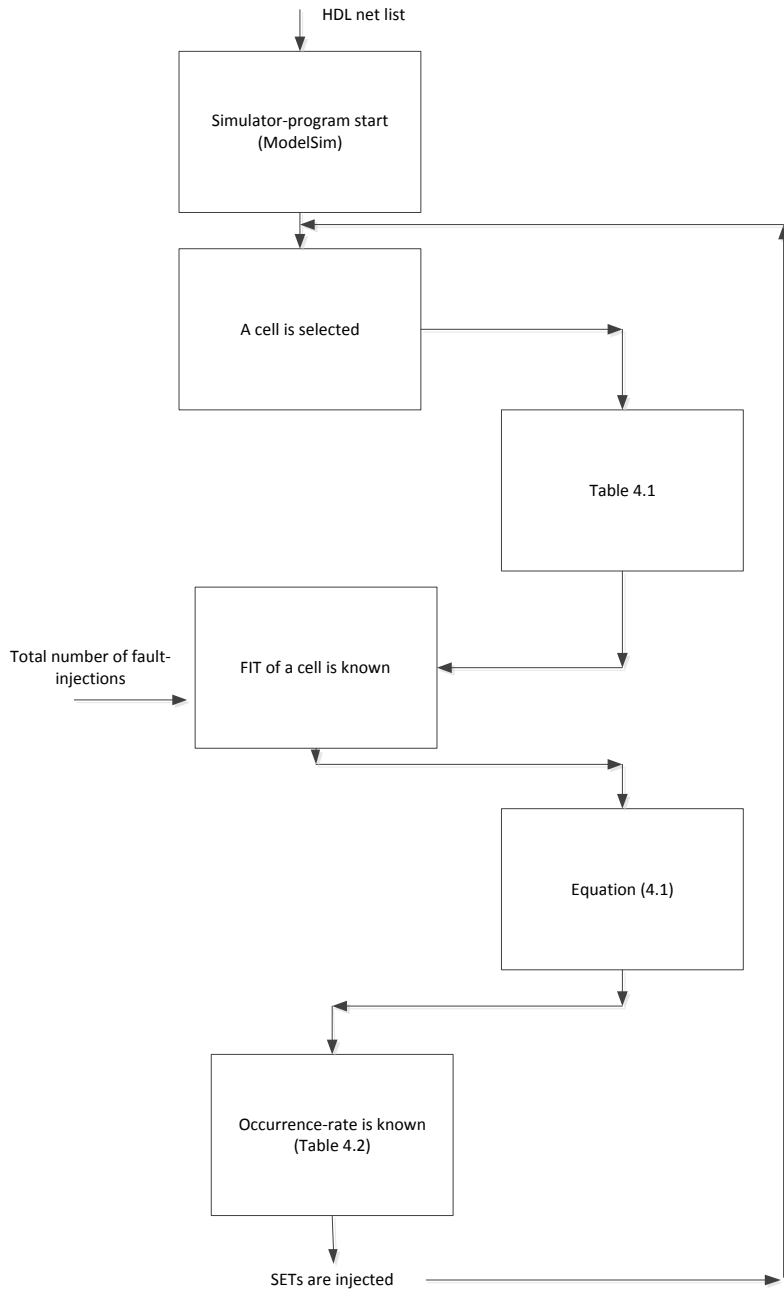 HDL net list
Simulator-program start
(ModelSim)
A cell is selected
Table 4.1
Total number of fault-
injections
FIT of a cell is known
Equation (4.1)
Occurrence-rate is known
(Table 4.2)
SETs are injected